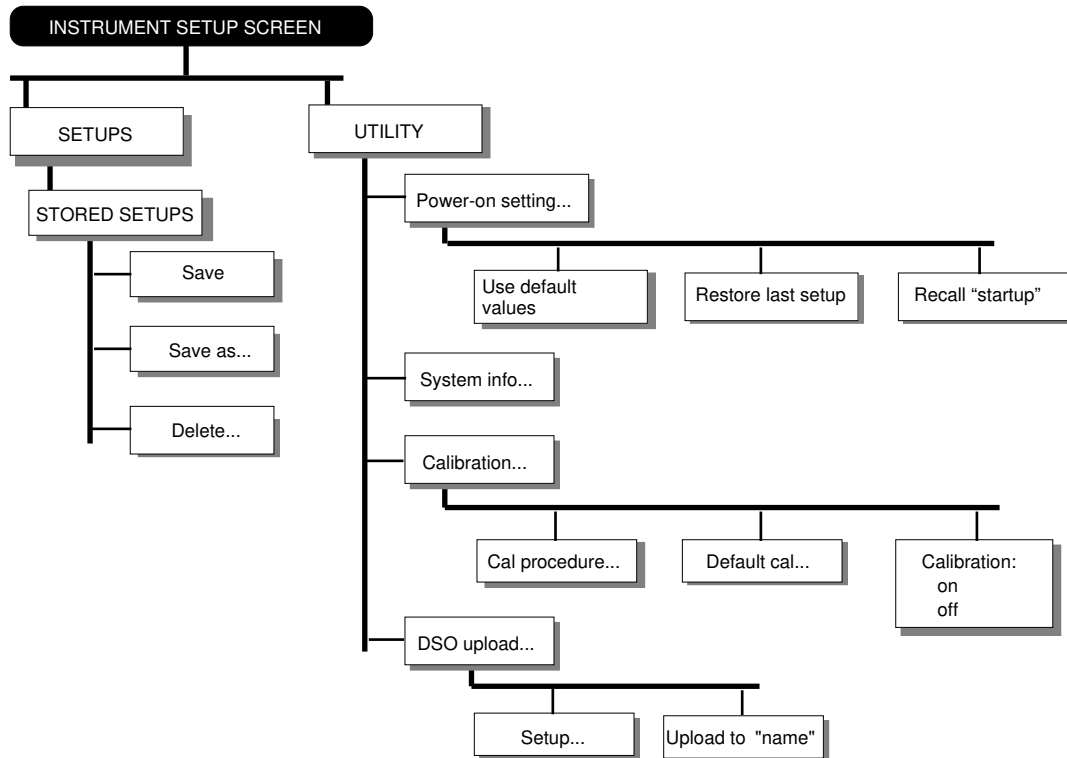 INSTRUMENT SETUP SCREEN
SETUPS
UTILITY
Power-on setting...
STORED SETUPS
Save
Use default
values
Restore last setup
Recall “startup”
Save as...
System info...
Delete...
Calibration...
Cal procedure...
Default cal...
Calibration:
on
off
DSO upload...
Setup...
Upload to "name"